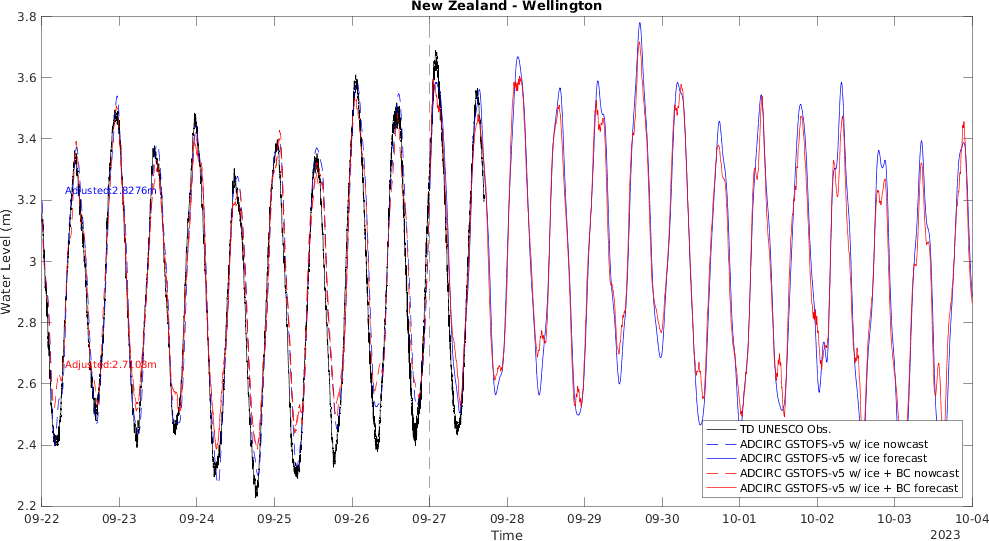 New Zealand - Wellington
3.8
3.6
3.4
3.2
3
2.8
2.6
2.4
2.2
Water Level (m)
Adjusted:2.8276m
Adjusted:2.7103m
TD UNESCO Obs.
ADCIRC GSTOFS-v5 w/ ice nowcast
ADCIRC GSTOFS-v5 w/ ice forecast
ADCIRC GSTOFS-v5 w/ ice + BC nowcast
ADCIRC GSTOFS-v5 w/ ice + BC forecast
09-22 09-23 09-24 09-25 09-26 09-27 09-28 09-29 09-30 10-01 10-02 10-03 10-04
Time
2023